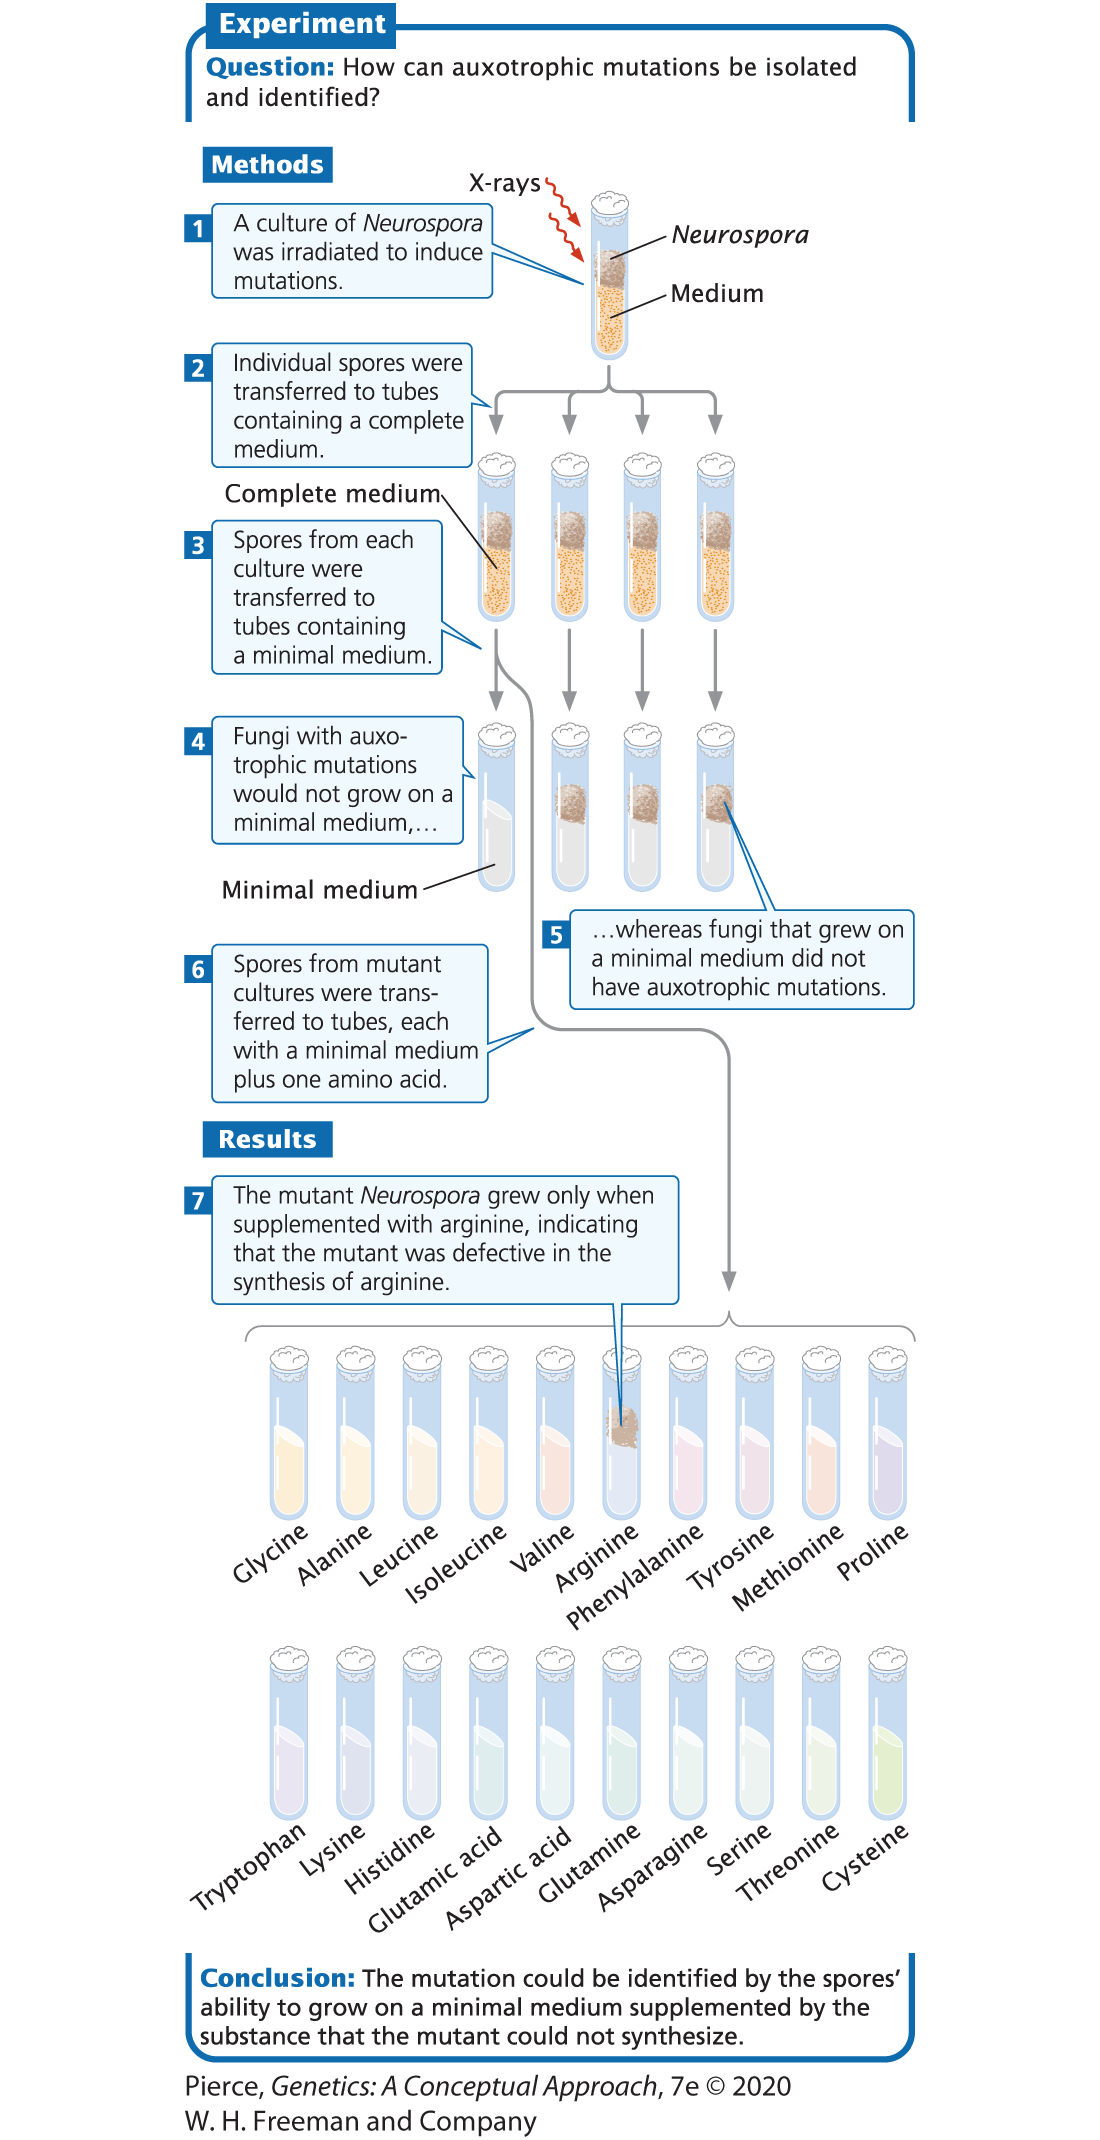 Experiment
Question: How can auxotrophic mutations be isolated
and identified?
Methods
X-rays
1
A culture of Neurospora
was irradiated to induce
mutations.
Neurospora
Medium
2
Individual spores were
transferred to tubes
containing a complete
medium.
Complete medium
3
Spores from each
culture were
transferred to
tubes containing
a minimal medium.
4
Fungi with auxo-
trophic mutations
would not grow on a
minimal medium,…
Minimal medium
5
…whereas fungi that grew on
a minimal medium did not
have auxotrophic mutations.
6
Spores from mutant
cultures were trans-
ferred to tubes, each
with a minimal medium
plus one amino acid.
Results
7
The mutant Neurospora grew only when
supplemented with arginine, indicating
that the mutant was defective in the
synthesis of arginine.
Glycine
Alanine
Leucine
Isoleucine
Valine
Arginine
Phenylalanine
Tyrosine
Methionine
Proline
Tryptophan
Lysine
Histidine
Glutamic acid
Aspartic acid
Glutamine
Asparagine
Serine
Threonine
Cysteine
Conclusion: The mutation could be identified by the spores’
ability to grow on a minimal medium supplemented by the
substance that the mutant could not synthesize.
Pierce, Genetics: A Conceptual Approach, 7e © 2020
W. H. Freeman and Company